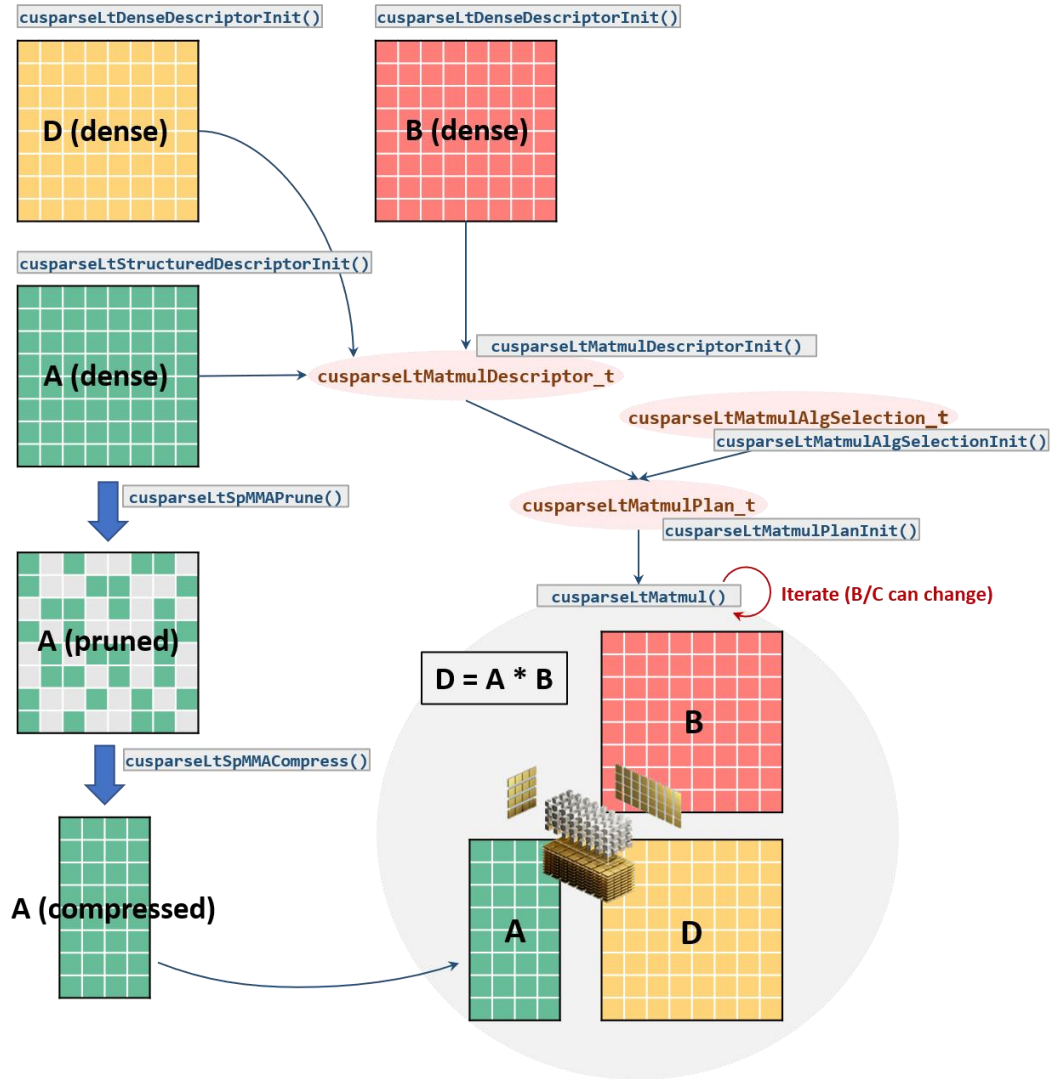 cusparseLtDenseDescriptorInit()
cusparseLtDenseDescriptorInit()
D (dense)
B (dense)
cusparseLtStructuredDescriptorInit()
A (dense)
cusparseLtMatmulDescriptorInit()
cusparseLtMatmulDescriptor_t
cusparseLtMatmulAlgSelection_t
cusparseLtMatmulAlgSelectionInit()
cusparseLtSpMMAPrune()
cusparseLtMatmulPlan_t
cusparseLtMatmulPlanInit()
cusparseLtMatmul()
Iterate (B/C can change)
A (pruned)
D = A * B
B
cusparseLtSpMMACompress()
A (compressed)
A
D